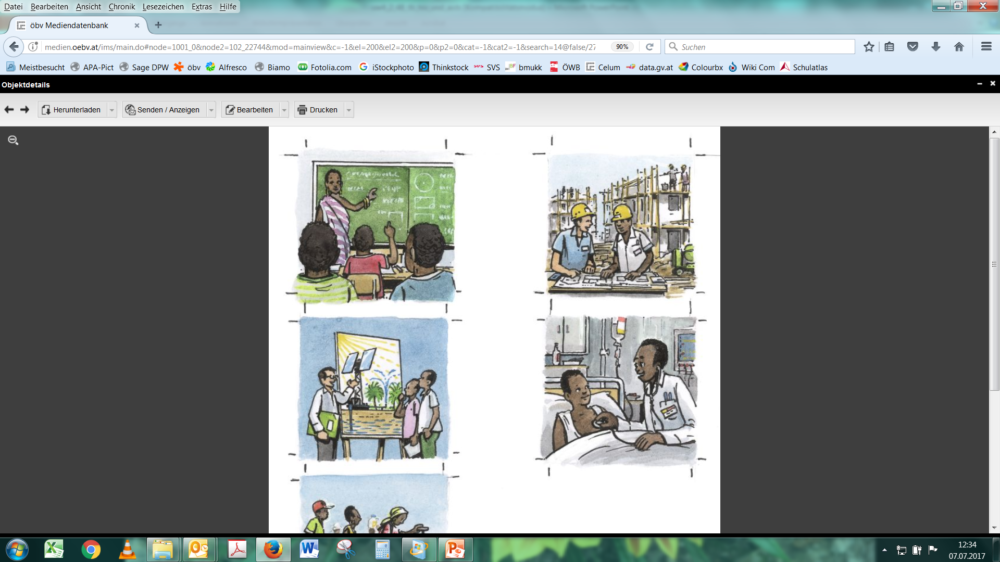 Datei Bearbeiten Ansicht Chronik Lesezeichen Extras Hilfe
öbv Mediendatenbank
medien.oebv.at/ims/main.do#node=1001_0&node2=102_22744&mod=mainview&c=-1&el=200&el2=200&p=0&p2=0&cat=-1&cat2=-1&search=14@false/27
90%
Suchen
Meistbesucht APA-Pict Sage DPW öbv Alfresco Biamo Fotolia.com iStockphoto Thinkstock SVS bmukk ÖWB Celum data.gv.at Colourbx Wiki Com Schulatlas
Objektdetails
Herunterladen Senden / Anzeigen Bearbeiten Drucken
12:34
07.07.2017